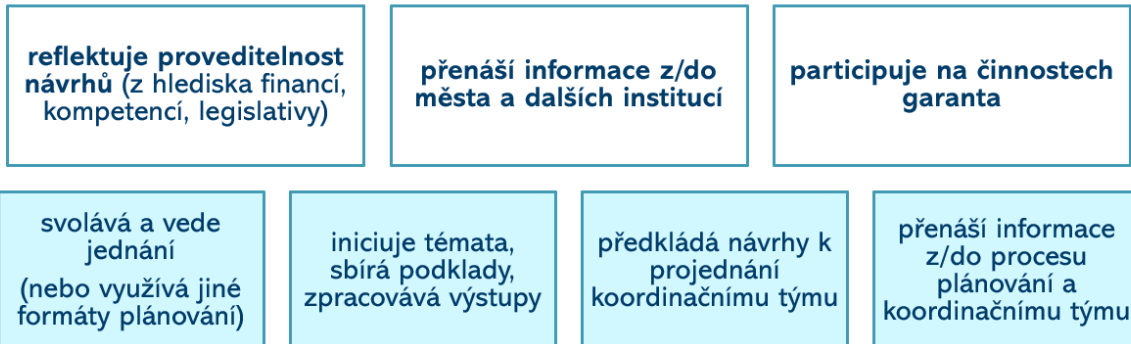 reflektuje proveditelnost
návrhů (z hlediska financí,
kompetencí, legislativy)
přenáší informace z/do
města a dalších institucí
participuje na činnostech
garanta
svolává a vede
jednání
(nebo využívá jiné
formáty plánování)
iniciuje témata,
sbírá podklady,
zpracovává výstupy
předkládá návrhy k
projednání
koordinačnímu týmu
přenáší informace
z/do procesu
plánování a
koordinačnímu týmu